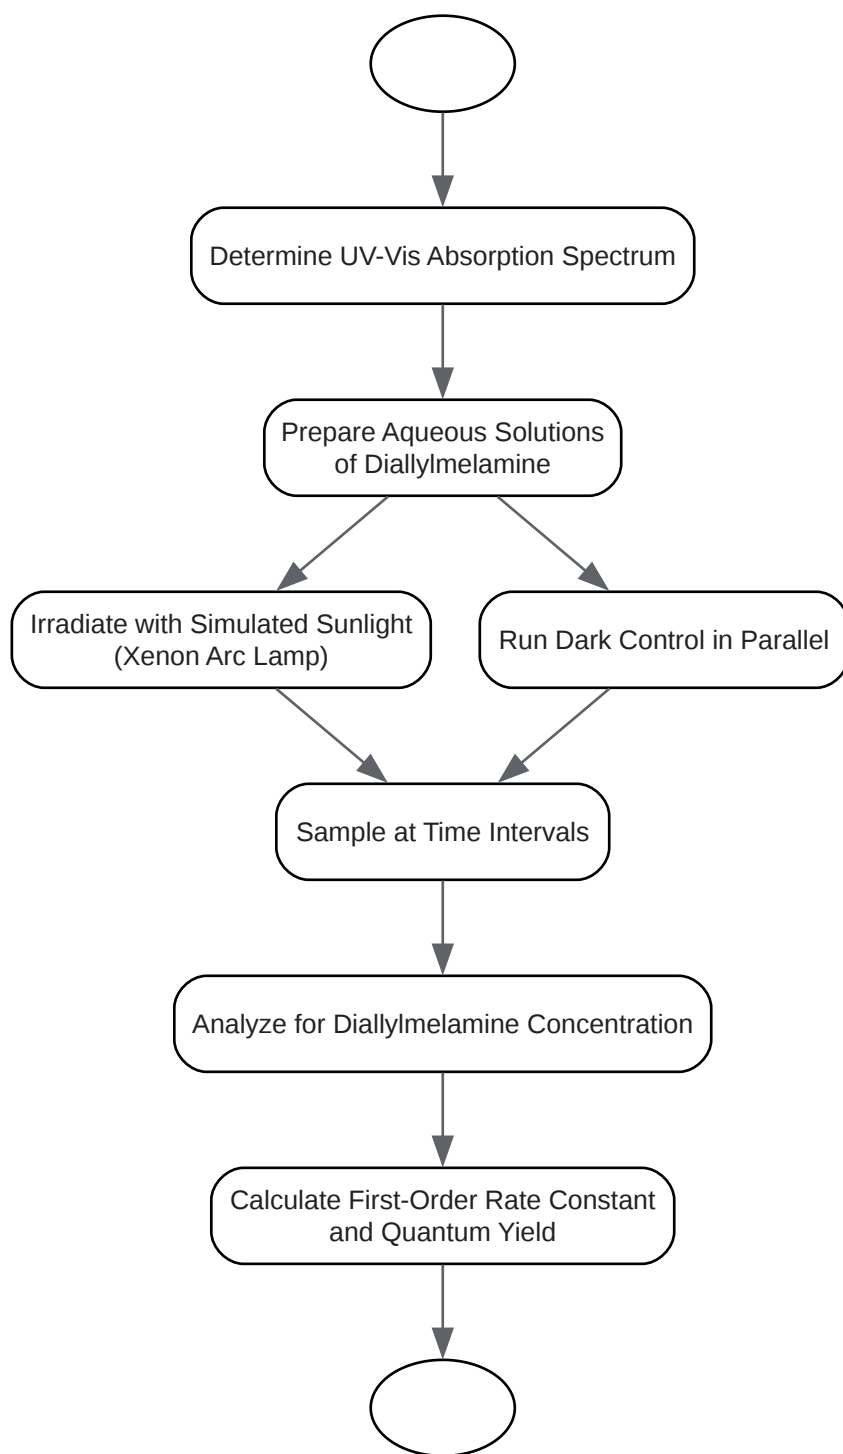 Determine UV-Vis Absorption Spectrum
Prepare Aqueous Solutions
of Diallylmelamine
Irradiate with Simulated Sunlight
(Xenon Arc Lamp)
Run Dark Control in Parallel
Sample at Time Intervals
Analyze for Diallylmelamine Concentration
Calculate First-Order Rate Constant
and Quantum Yield